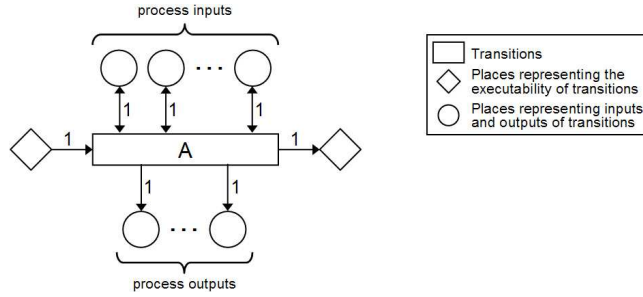 process inputs
...
1 1 1
1 A 1
1 1
...
process outputs
Transitions
Places representing the
executability of transitions
Places representing inputs
and outputs of transitions